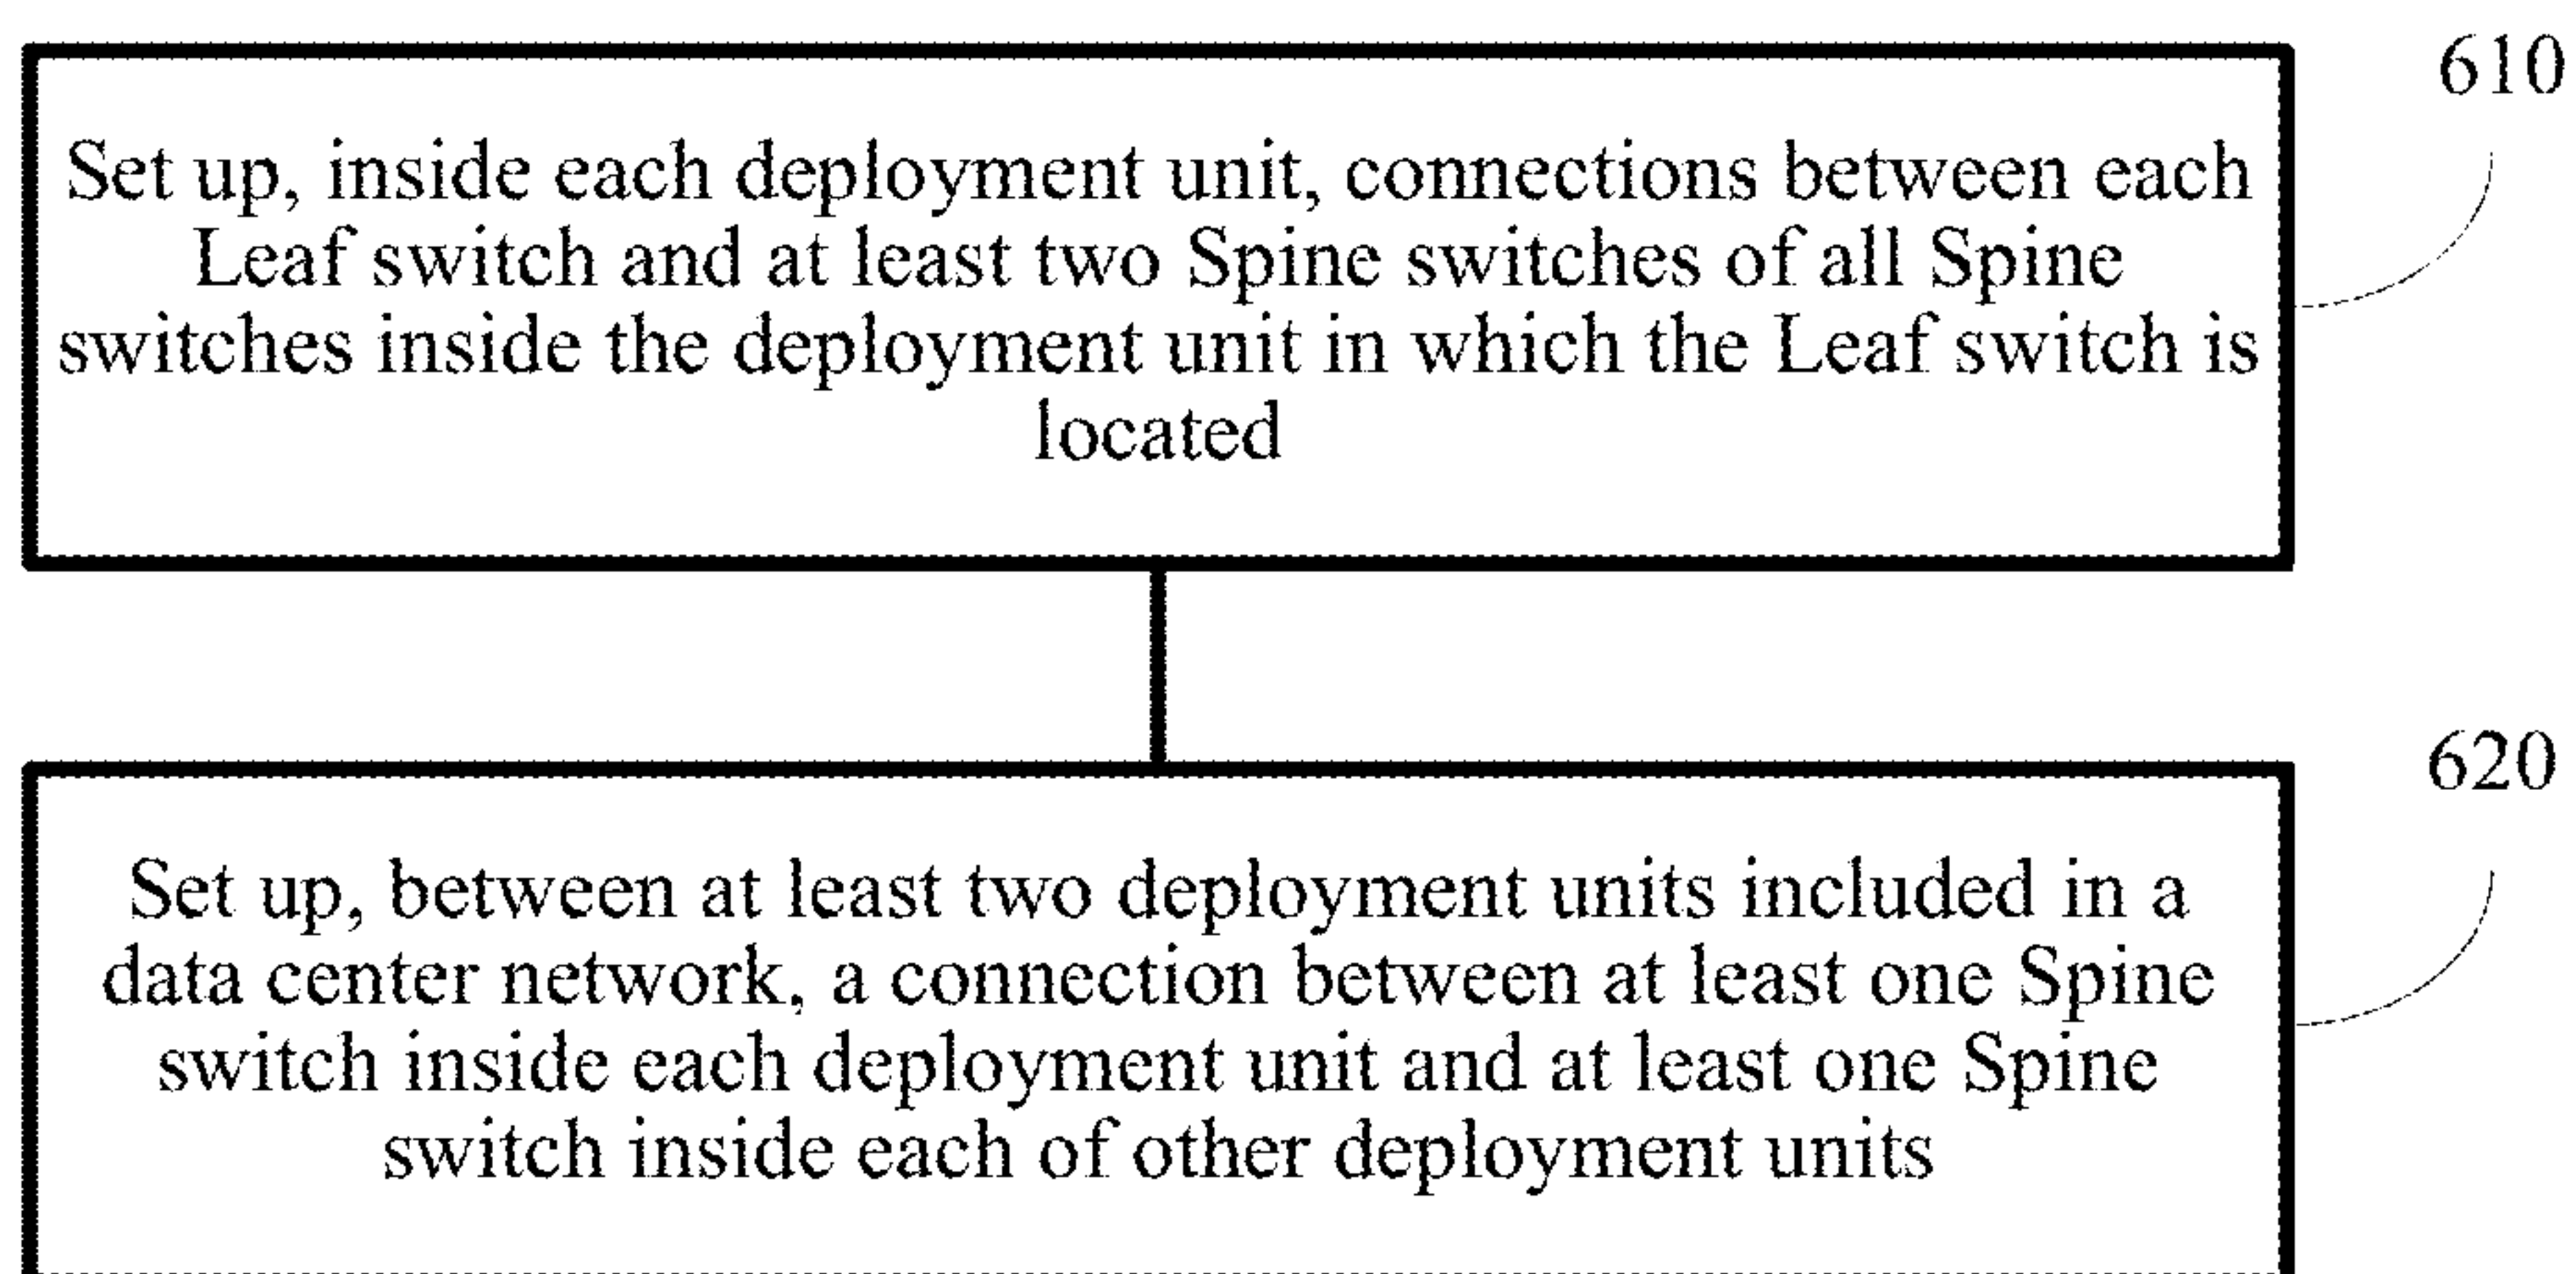 610
Set up, inside each deployment unit, connections between each
Leaf switch and at least two Spine switches of all Spine
switches inside the deployment unit in which the Leaf switch is
located
620
Set up, between at least two deployment units included in a
data center network, a connection between at least one Spine
switch inside each deployment unit and at least one Spine
switch inside each of other deployment units